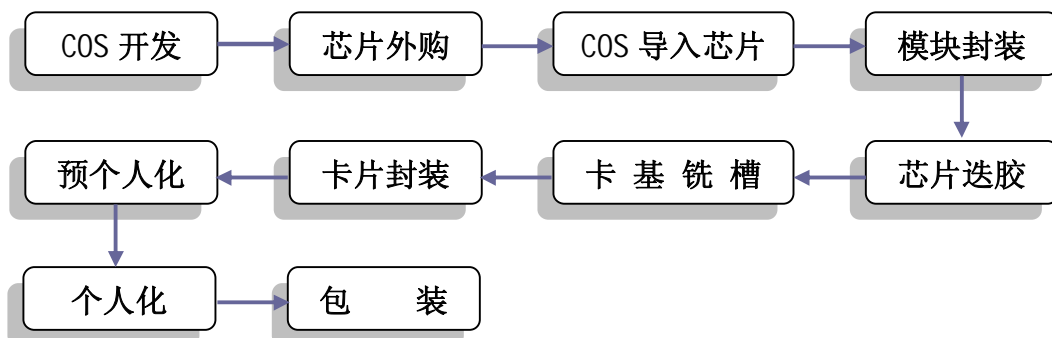 COS 开发
芯片外购
COS 导入芯片
模块封装
芯片迭胶
卡 基 铣 槽
卡片封装
预个人化
个人化
包 装